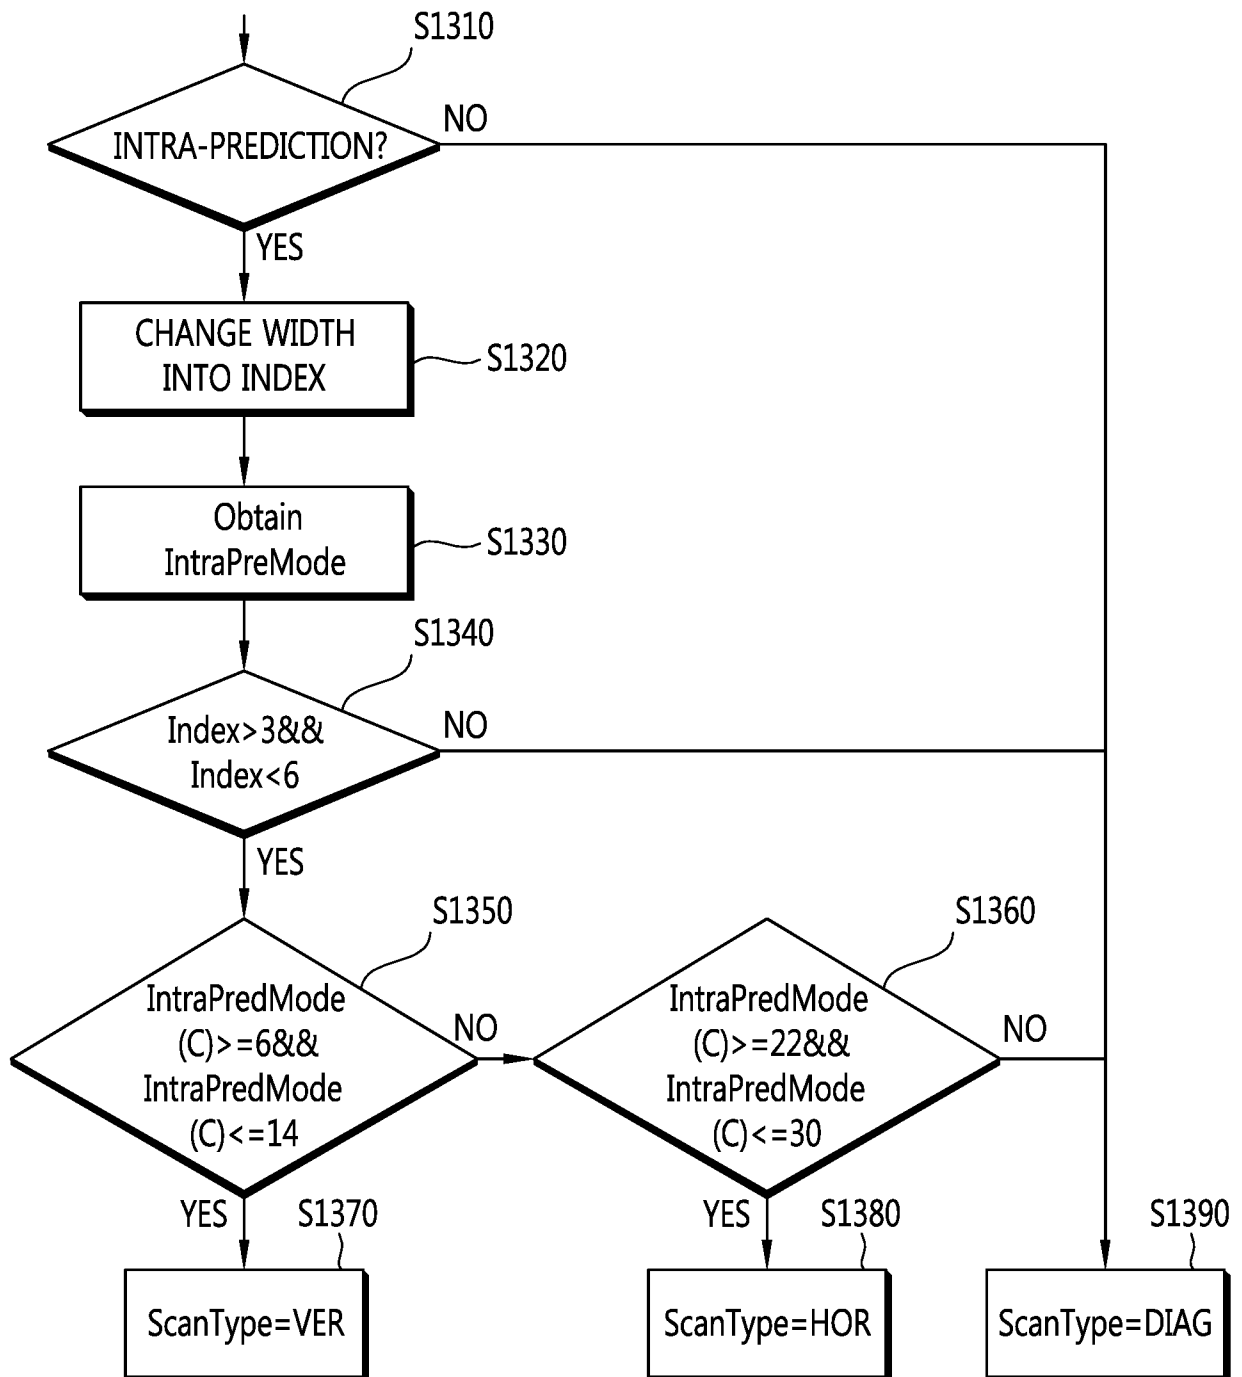 S1310
INTRA-PREDICTION?
NO
YES
CHANGE WIDTH
INTO INDEX
S1320
Obtain
IntraPreMode
S1330
S1340
Index>3&&
Index<6
NO
YES
S1350
IntraPredMode
(C)>=6&&
IntraPredMode
(C)<=14
NO
S1360
IntraPredMode
(C)>=22&&
IntraPredMode
(C)<=30
NO
YES
S1370
YES
S1380
S1390
ScanType=VER
ScanType=HOR
ScanType=DIAG